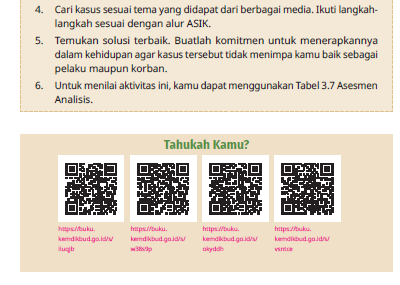 4. Cari kasus sesuai tema yang didapat dari berbagai media. Ikuti langkah-
langkah sesuai dengan alur ASIK.
5. Temukan solusi terbaik. Buatlah komitmen untuk menerapkannya
dalam kehidupan agar kasus tersebut tidak menimpa kamu baik sebagai
pelaku maupun korban.
6. Untuk menilai aktivitas ini, kamu dapat menggunakan Tabel 3.7 Asesmen
Analisis.
Tahukah Kamu?
https://buku.
kemdikbud.go.id/s/
https://buku.
kemdikbud.go.id/s/
w38s9p
https://buku.
kemdikbud.go.id/s/
okyddh
https://buku.
kemdikbud.go.id/s/
vsntce